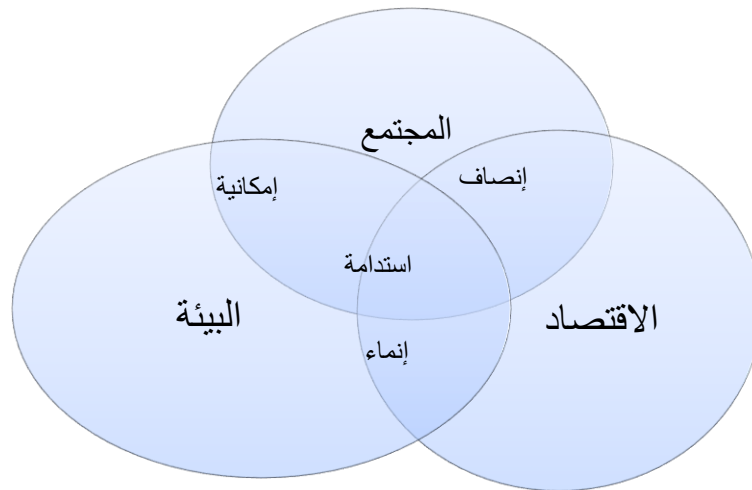 المجتمع
إنصاف
إمكانية
استدامة
الاقتصاد
البيئة
إنماء